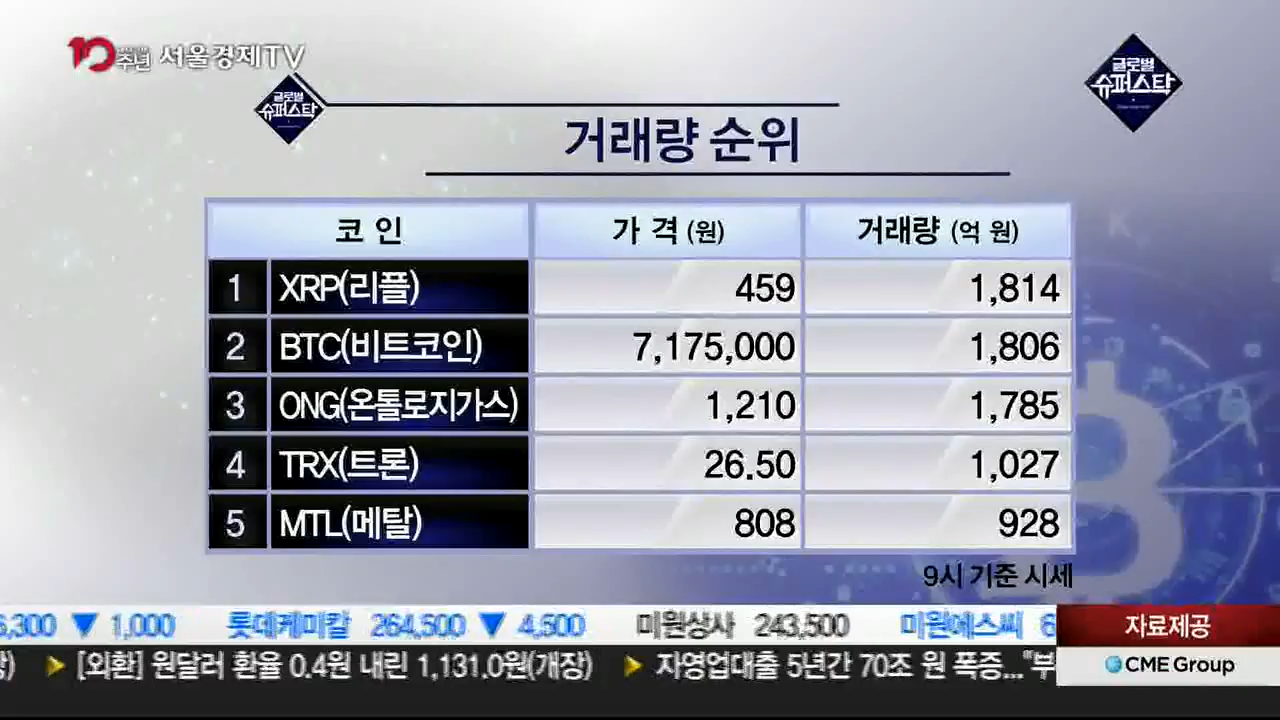 10주년 서울경제TV
글로벌
슈퍼스탁
글로벌
슈퍼스탁
거래량 순위
코 인 가 격 (원) 거래량 (억 원)
1 XRP(리플) 459 1,814
2 BTC(비트코인) 7,175,000 1,806
3 ONG(온톨로지가스) 1,210 1,785
4 TRX(트론) 26.50 1,027
5 MTL(메탈) 808 928
9시 기준 시세
,300 ▼ 1,000 롯데케미칼 264,500 ▼ 4,500 미원상사 243,500 미원에스씨 6
자료제공
) ▶ [외환] 원달러 환율 0.4원 내린 1,131.0원(개장) ▶ 자영업대출 5년간 70조 원 폭증..."부
CME Group